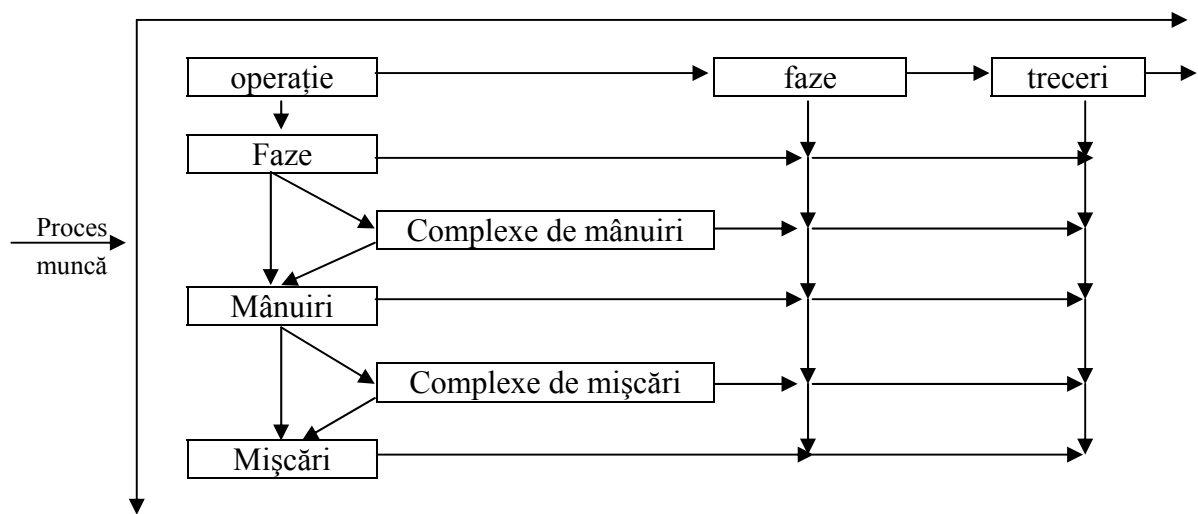 operație
faze
treceri
Faze
Complexe de mânuiri
Proces
muncă
Mânuiri
Complexe de mişcări
Mişcări